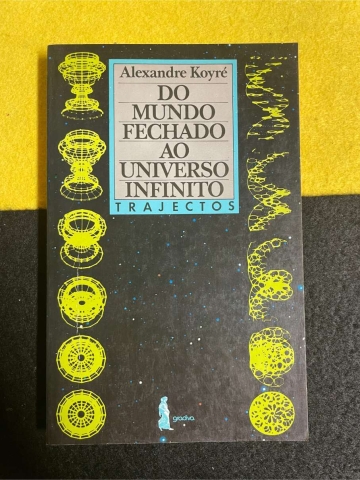 Alexandre Koyré
DO
MUNDO
FECHADO
AO
UNIVERSO
INFINITO
TRAJECTOS
gradiva